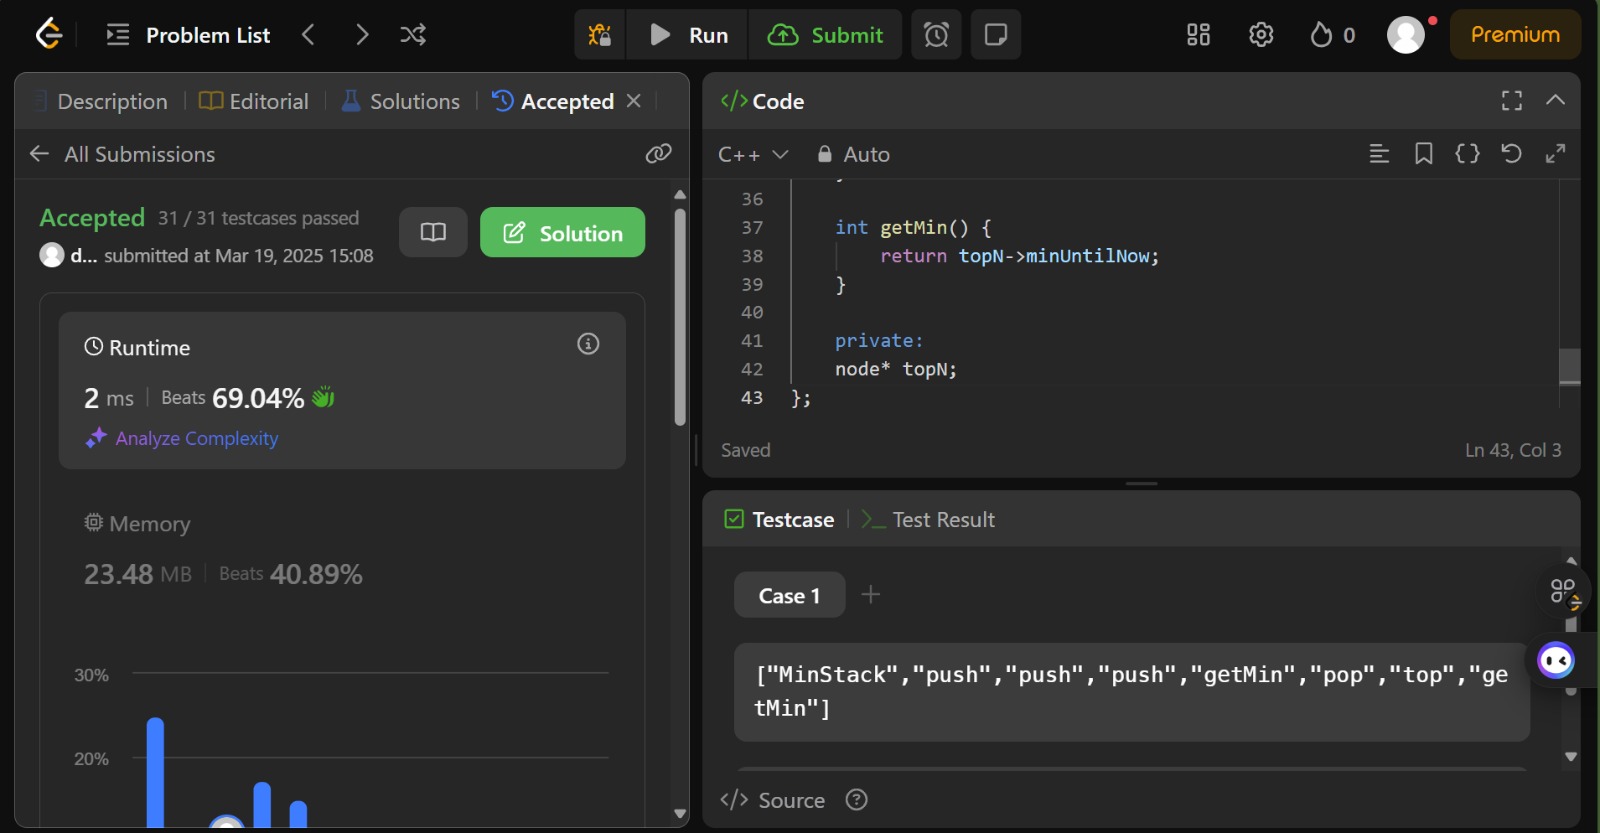 Problem List
Run
Submit
0
Premium
Description
Editorial
Solutions
Accepted
All Submissions
Accepted 31 / 31 testcases passed
d... submitted at Mar 19, 2025 15:08
Solution
Runtime
2 ms Beats 69.04%
Analyze Complexity
Memory
23.48 MB Beats 40.89%
30%
20%
</> Code
C++ Auto
36
37 int getMin() {
38 return topN->minUntilNow;
39 }
40
41 private:
42 node* topN;
43 };
Saved
Ln 43, Col 3
Testcase
>_ Test Result
Case 1 +
["MinStack","push","push","push","getMin","pop","top","ge
tMin"]
</> Source ?